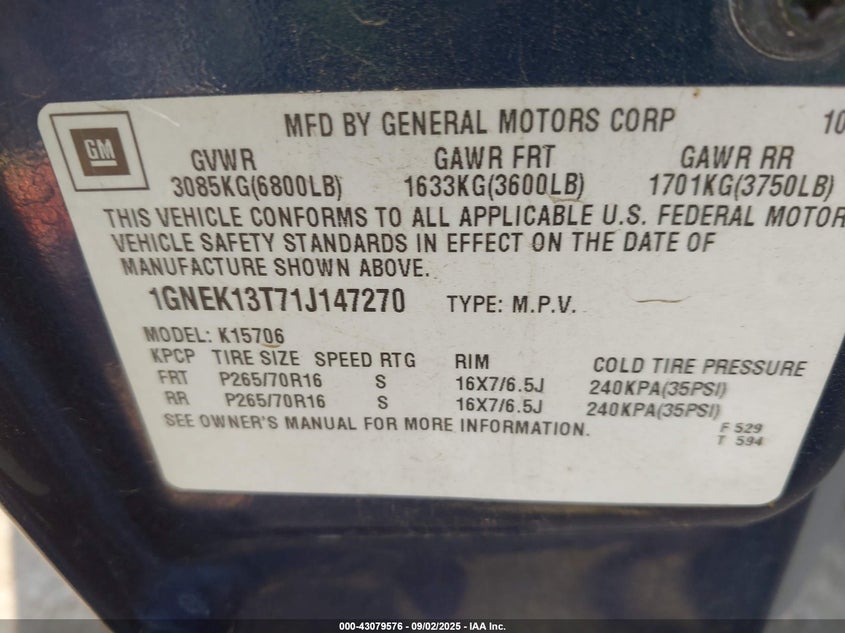 GM
MFD BY GENERAL MOTORS CORP 10
GVWR GAWR FRT GAWR RR
3085KG(6800LB) 1633KG(3600LB) 1701KG(3750LB)
THIS VEHICLE CONFORMS TO ALL APPLICABLE U.S. FEDERAL MOTOR
VEHICLE SAFETY STANDARDS IN EFFECT ON THE DATE OF
MANUFACTURE SHOWN ABOVE.
1GNEK13T71J147270 TYPE: M.P.V.
MODEL: K15706
KPCP TIRE SIZE SPEED RTG RIM COLD TIRE PRESSURE
FRT P265/70R16 S 16X7/6.5J 240KPA(35PSI)
RR P265/70R16 S 16X7/6.5J 240KPA(35PSI)
SEE OWNER'S MANUAL FOR MORE INFORMATION.
F 529
T 594
000-43079576 - 09/02/2025 - IAA Inc.